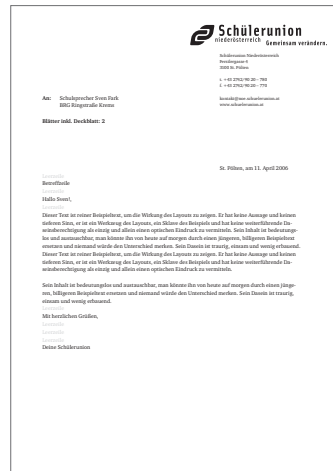 Schülerunion
niederösterreich
Gemeinsam verändern.
Schülerunion Niederösterreich
Ferstlergasse 4
3100 St. Pölten
t. +43 2742/90 20 - 780
f. +43 2742/90 20 - 770
kontakt@noe.schuelerunion.at
www.schuelerunion.at
An: Schulsprecher Sven Fark
BRG Ringstraße Krems
Blätter inkl. Deckblatt: 2
St. Pölten, am 11. April 2006
Leerzeile
Betreffzeile
Leerzeile
Hallo Sven!,
Leerzeile
Dieser Text ist reiner Beispieltext, um die Wirkung des Layouts zu zeigen. Er hat keine Aussage und keinen
tieferen Sinn, er ist ein Werkzeug des Layouts, ein Sklave des Beispiels und hat keine weiterführende Da-
seinsberechtigung als einzig und allein einen optischen Eindruck zu vermitteln. Sein Inhalt ist bedeutungs-
los und austauschbar, man könnte ihn von heute auf morgen durch einen jüngeren, billigeren Beispieltext
ersetzen und niemand würde den Unterschied merken. Sein Dasein ist traurig, einsam und wenig erbauend.
Dieser Text ist reiner Beispieltext, um die Wirkung des Layouts zu zeigen. Er hat keine Aussage und keinen
tieferen Sinn, er ist ein Werkzeug des Layouts, ein Sklave des Beispiels und hat keine weiterführende Da-
seinsberechtigung als einzig und allein einen optischen Eindruck zu vermitteln.
Sein Inhalt ist bedeutungslos und austauschbar, man könnte ihn von heute auf morgen durch einen jünge-
ren, billigeren Beispieltext ersetzen und niemand würde den Unterschied merken. Sein Dasein ist traurig,
einsam und wenig erbauend.
Leerzeile
Mit herzlichen Grüßen,
Leerzeile
Leerzeile
Leerzeile
Deine Schülerunion